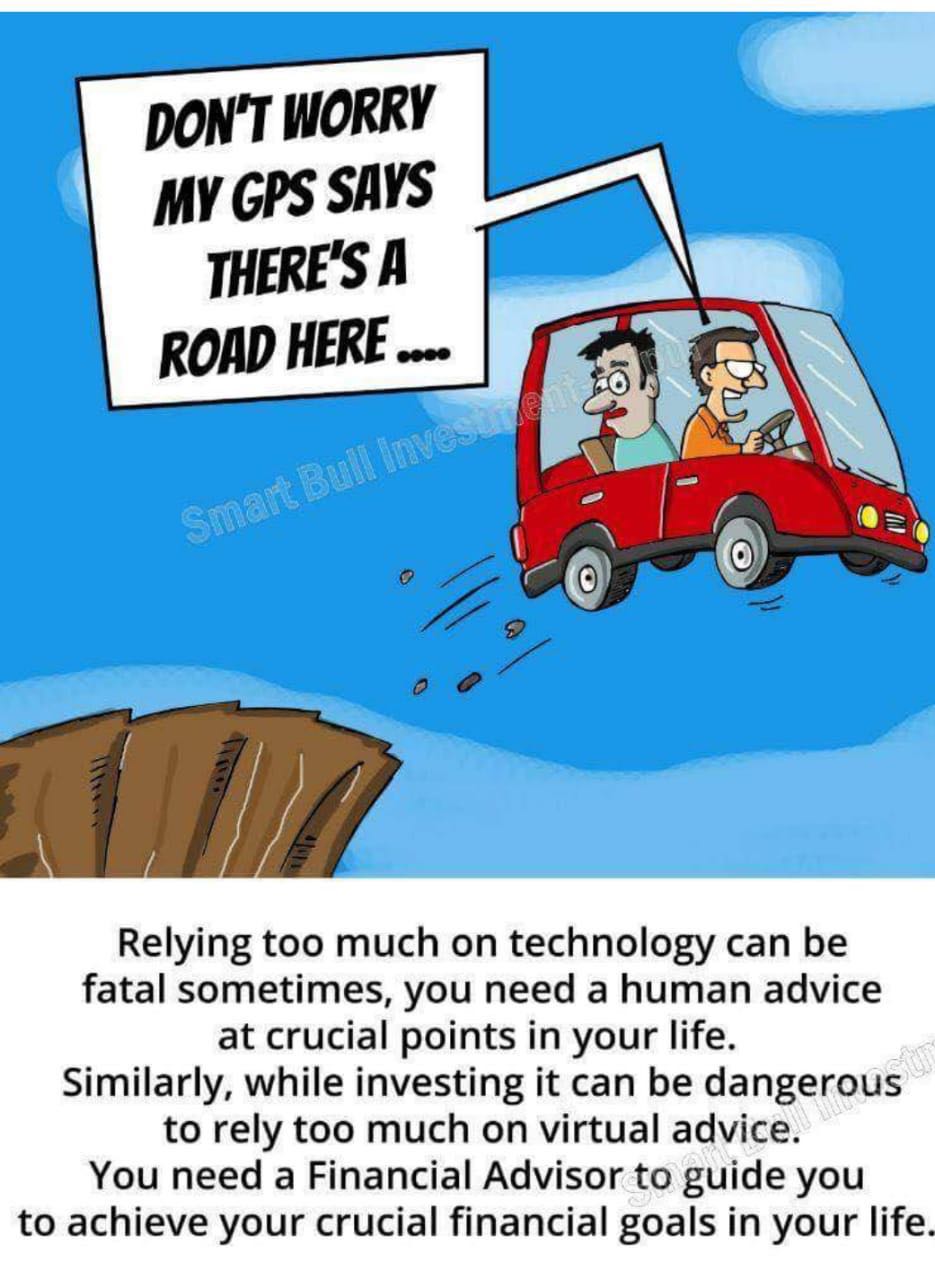 DON'T WORRY
MY GPS SAYS
THERE'S A
ROAD HERE ....
Smart Bull Investment
Relying too much on technology can be
fatal sometimes, you need a human advice
at crucial points in your life.
Similarly, while investing it can be dangerous
to rely too much on virtual advice.
You need a Financial Advisor to guide you
to achieve your crucial financial goals in your life.
Smart Bull Investm